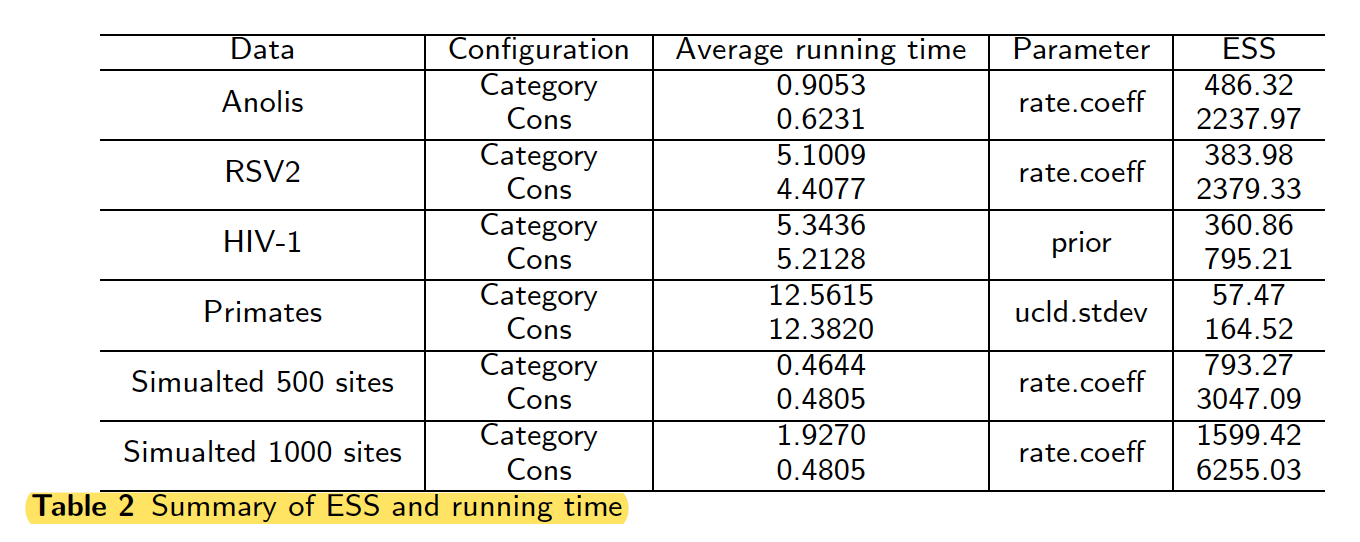 Data Configuration Average running time Parameter ESS
Anolis Category 0.9053 rate.coeff 486.32
Cons 0.6231 2237.97
RSV2 Category 5.1009 rate.coeff 383.98
Cons 4.4077 2379.33
HIV-1 Category 5.3436 prior 360.86
Cons 5.2128 795.21
Primates Category 12.5615 ucld.stdev 57.47
Cons 12.3820 164.52
Simualted 500 sites Category 0.4644 rate.coeff 793.27
Cons 0.4805 3047.09
Simualted 1000 sites Category 1.9270 rate.coeff 1599.42
Cons 0.4805 6255.03
Table 2 Summary of ESS and running time